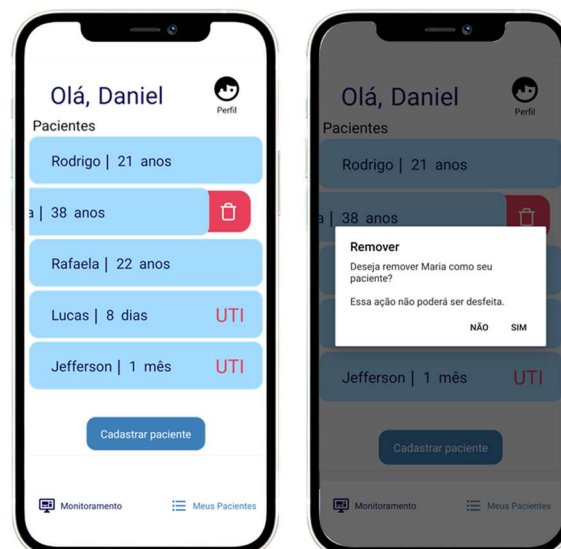 Olá, Daniel
Perfil
Pacientes
Rodrigo | 21 anos
a | 38 anos
Rafaela | 22 anos
Lucas | 8 dias UTI
Jefferson | 1 mês UTI
Cadastrar paciente
Monitoramento
Meus Pacientes
Olá, Daniel
Perfil
Pacientes
Rodrigo | 21 anos
a | 38 anos
Remover
Deseja remover Maria como seu
paciente?
Essa ação não poderá ser desfeita.
NÃO SIM
Jefferson | 1 mês UTI
Cadastrar paciente
Monitoramento
Meus Pacientes